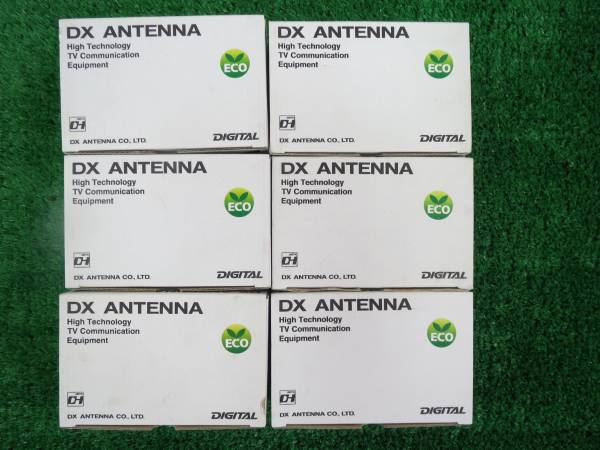 DX ANTENNA
High Technology
TV Communication
Equipment
ECO
DX ANTENNA CO., LTD.
DIGITAL
DX ANTENNA
High Technology
TV Communication
Equipment
ECO
DX ANTENNA CO., LTD.
DIGITAL
DX ANTENNA
High Technology
TV Communication
Equipment
ECO
DX ANTENNA CO., LTD.
DIGITAL
DX ANTENNA
High Technology
TV Communication
Equipment
ECO
DX ANTENNA CO., LTD.
DIGITAL
DX ANTENNA
High Technology
TV Communication
Equipment
ECO
DX ANTENNA CO., LTD.
DIGITAL
DX ANTENNA
High Technology
TV Communication
Equipment
ECO
DX ANTENNA CO., LTD.
DIGITAL